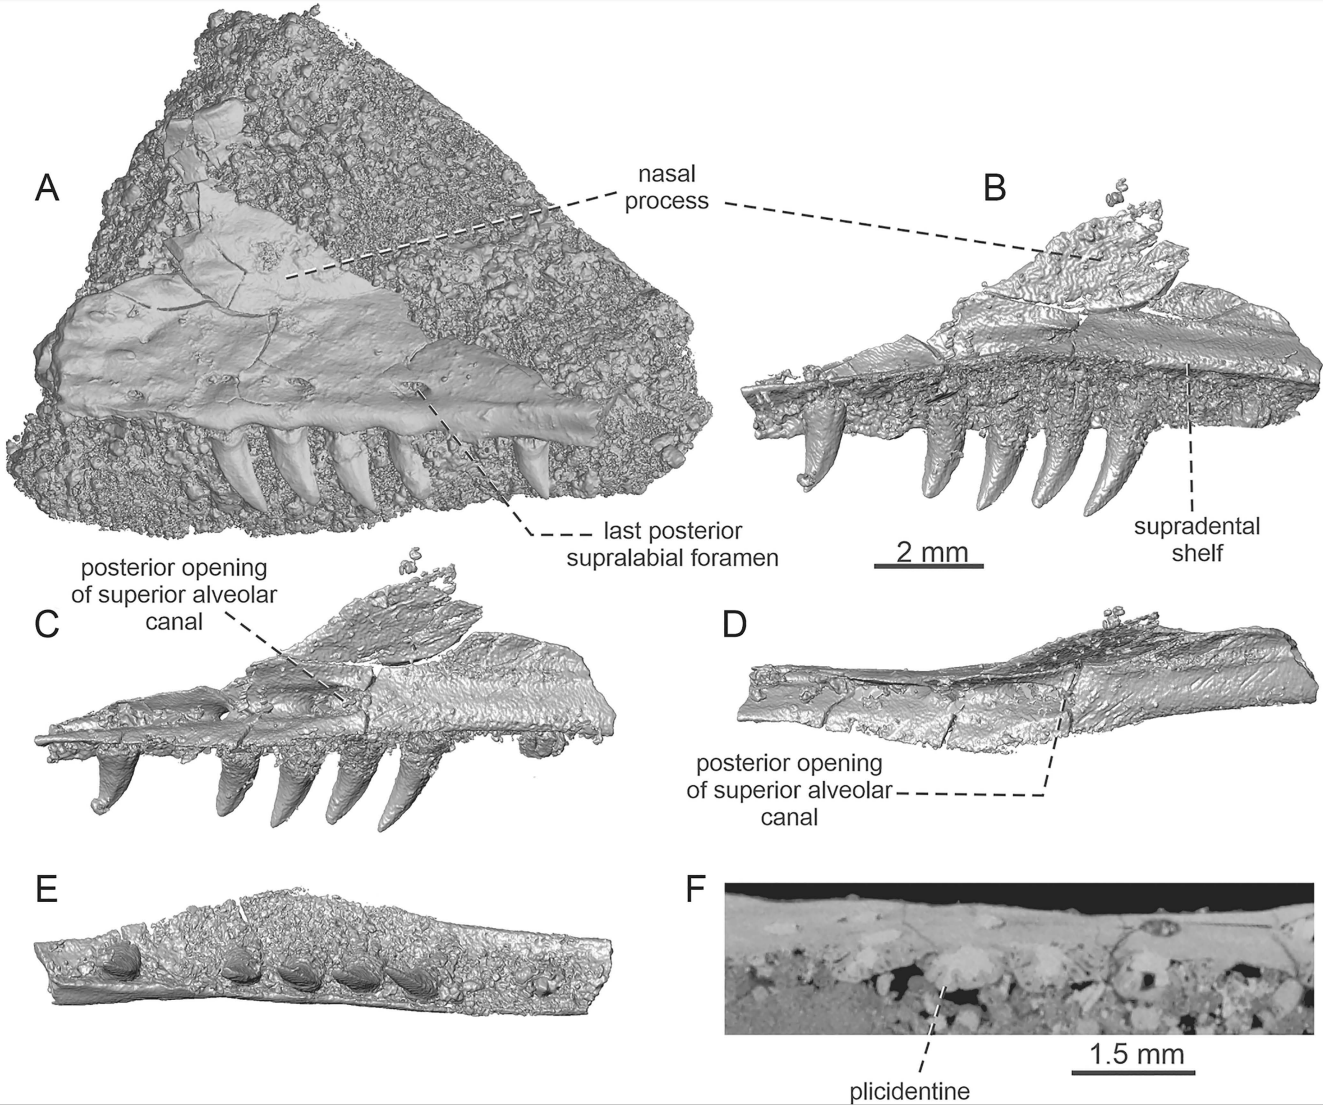 A
nasal
process
B
last posterior
supralabial foramen
supradental
shelf
2 mm
posterior opening
of superior alveolar
canal
C
D
posterior opening
of superior alveolar
canal
E
F
1.5 mm
plicidentine